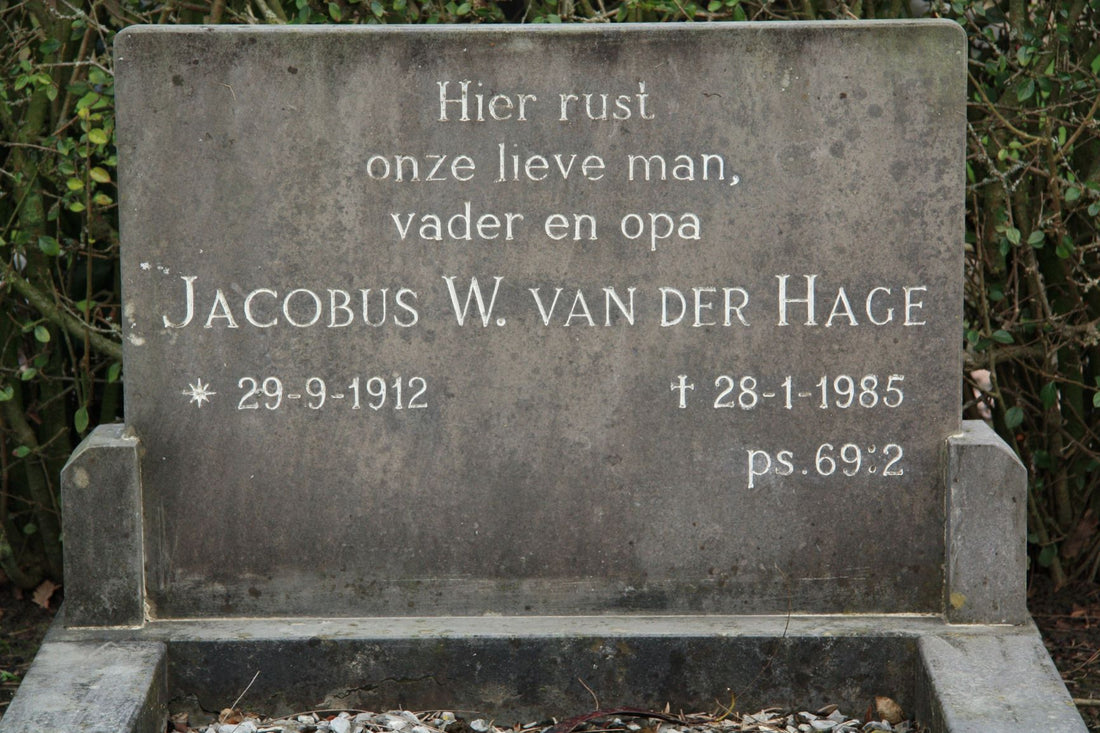 Hier rust
onze lieve man,
vader en opa
JACOBUS W. VAN DER HAGE
* 29-9-1912 † 28-1-1985
ps. 69:2